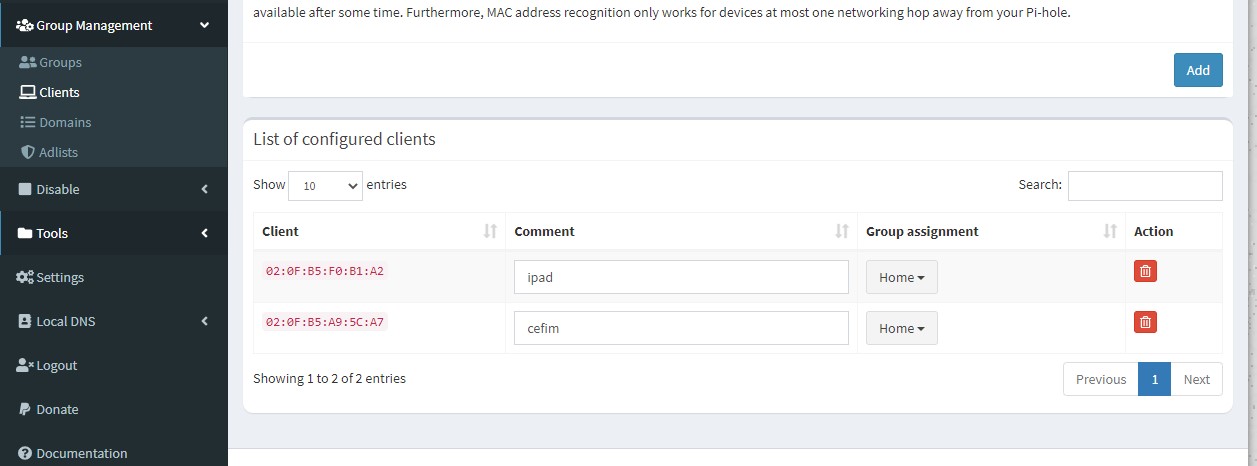 available after some time. Furthermore, MAC address recognition only works for devices at most one networking hop away from your Pi-hole.
Group Management
Groups
Clients
Domains
Adlists
Disable
Tools
Settings
Local DNS
Logout
Donate
Documentation
Add
List of configured clients
Show 10 entries
Search:
Client Comment Group assignment Action
02:0F:B5:F0:B1:A2 ipad Home
02:0F:B5:A9:5C:A7 cefim Home
Showing 1 to 2 of 2 entries
Previous 1 Next